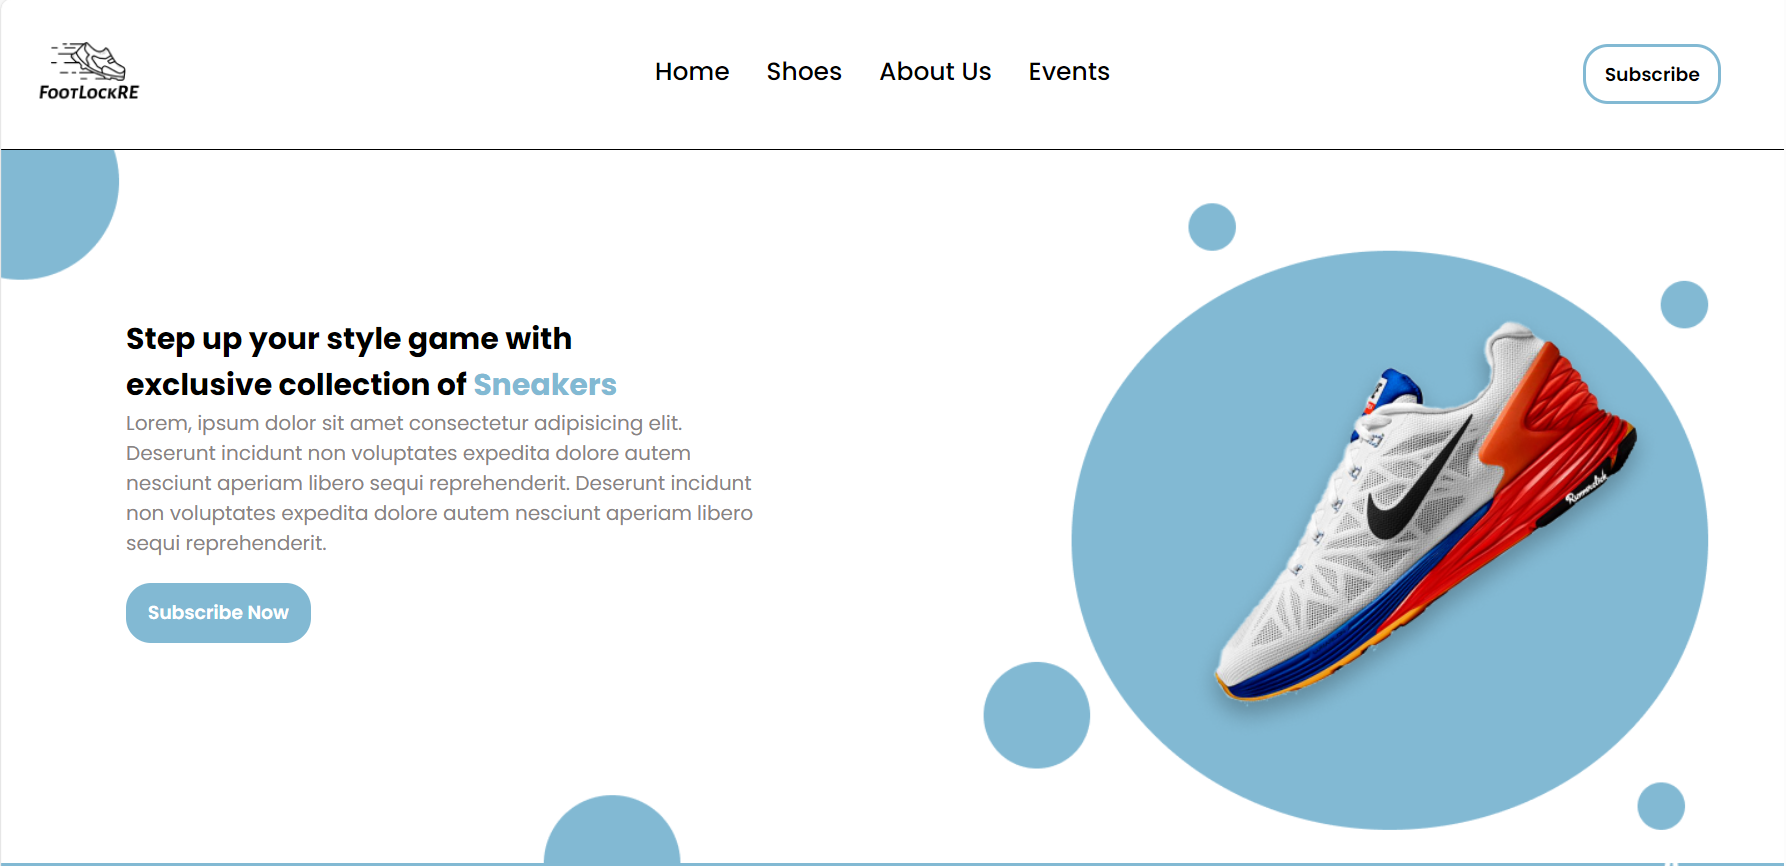 FOOTLOCKRE
Home Shoes About Us Events
Subscribe
Step up your style game with
exclusive collection of Sneakers
Lorem, ipsum dolor sit amet consectetur adipisicing elit.
Deserunt incidunt non voluptates expedita dolore autem
nesciunt aperiam libero sequi reprehenderit. Deserunt incidunt
non voluptates expedita dolore autem nesciunt aperiam libero
sequi reprehenderit.
Subscribe Now